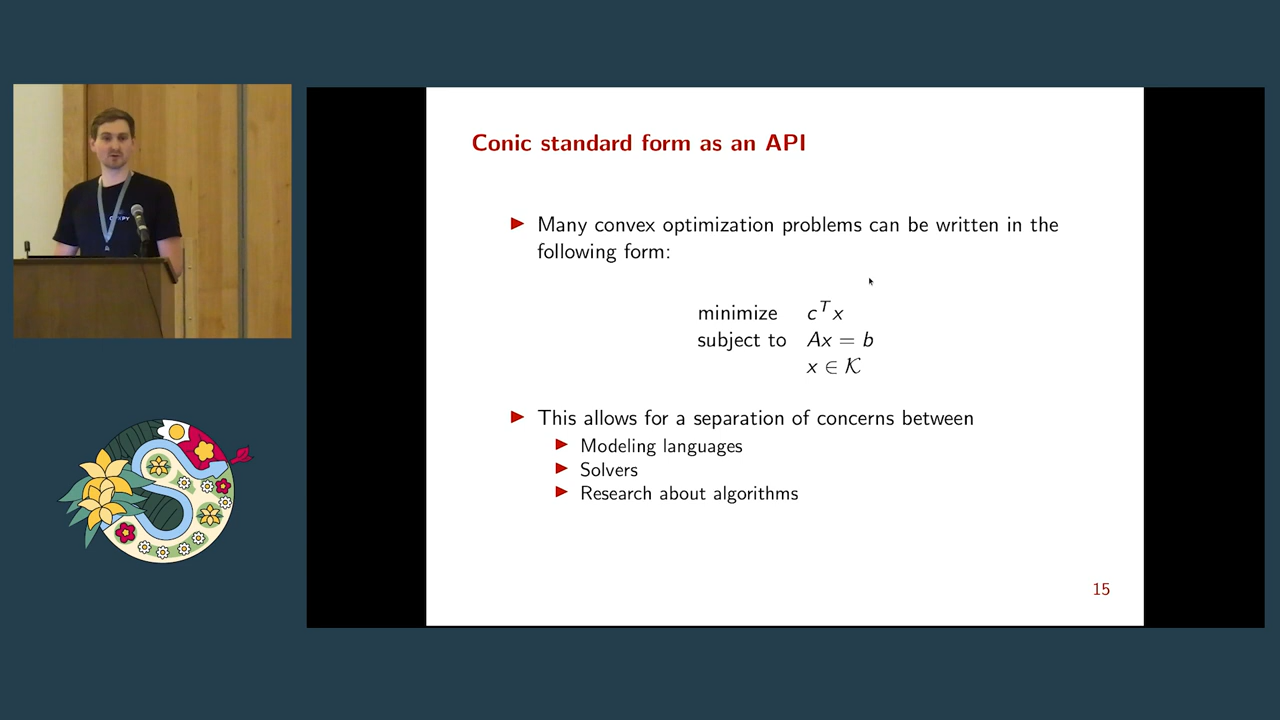 Conic standard form as an API
▶ Many convex optimization problems can be written in the
following form:
minimize c^T x
subject to Ax = b
x ∈ 𝒦
▶ This allows for a separation of concerns between
▶ Modeling languages
▶ Solvers
▶ Research about algorithms
15